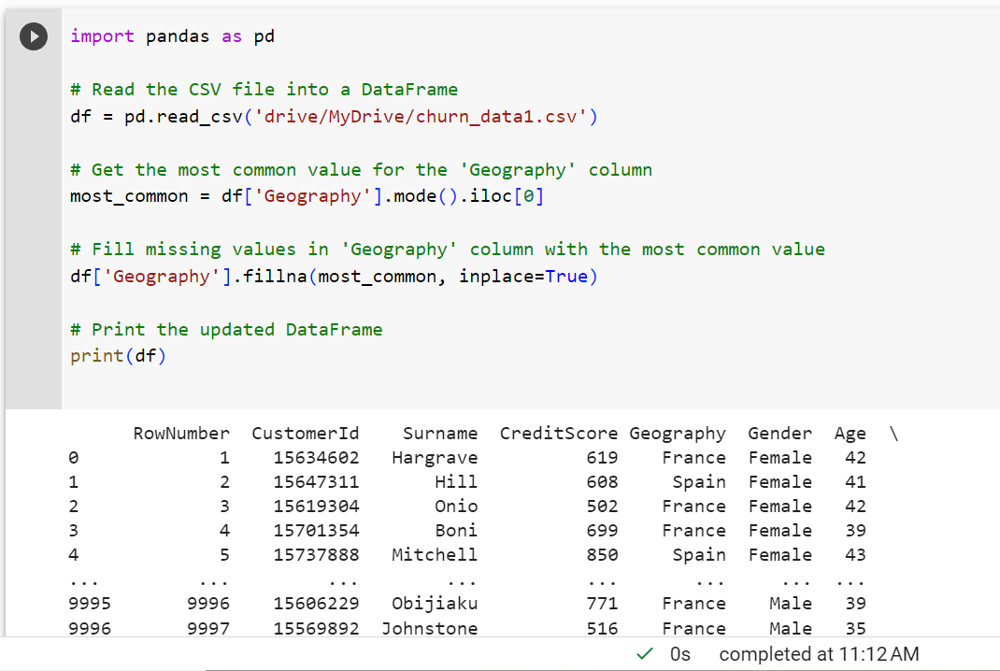 import pandas as pd
# Read the CSV file into a DataFrame
df = pd.read_csv('drive/MyDrive/churn_data1.csv')
# Get the most common value for the 'Geography' column
most_common = df['Geography'].mode().iloc[0]
# Fill missing values in 'Geography' column with the most common value
df['Geography'].fillna(most_common, inplace=True)
# Print the updated DataFrame
print(df)
RowNumber CustomerId Surname CreditScore Geography Gender Age \
0 1 15634602 Hargrave 619 France Female 42
1 2 15647311 Hill 608 Spain Female 41
2 3 15619304 Onio 502 France Female 42
3 4 15701354 Boni 699 France Female 39
4 5 15737888 Mitchell 850 Spain Female 43
... ... ... ... ... ... ... ...
9995 9996 15606229 Obijiaku 771 France Male 39
9996 9997 15569892 Johnstone 516 France Male 35
0s completed at 11:12 AM